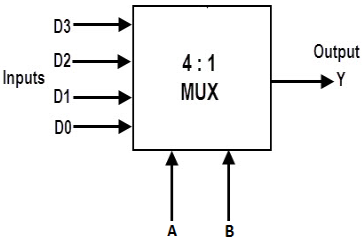 D3
D2
Inputs
D1
D0
4 : 1
MUX
Output
Y
A
B